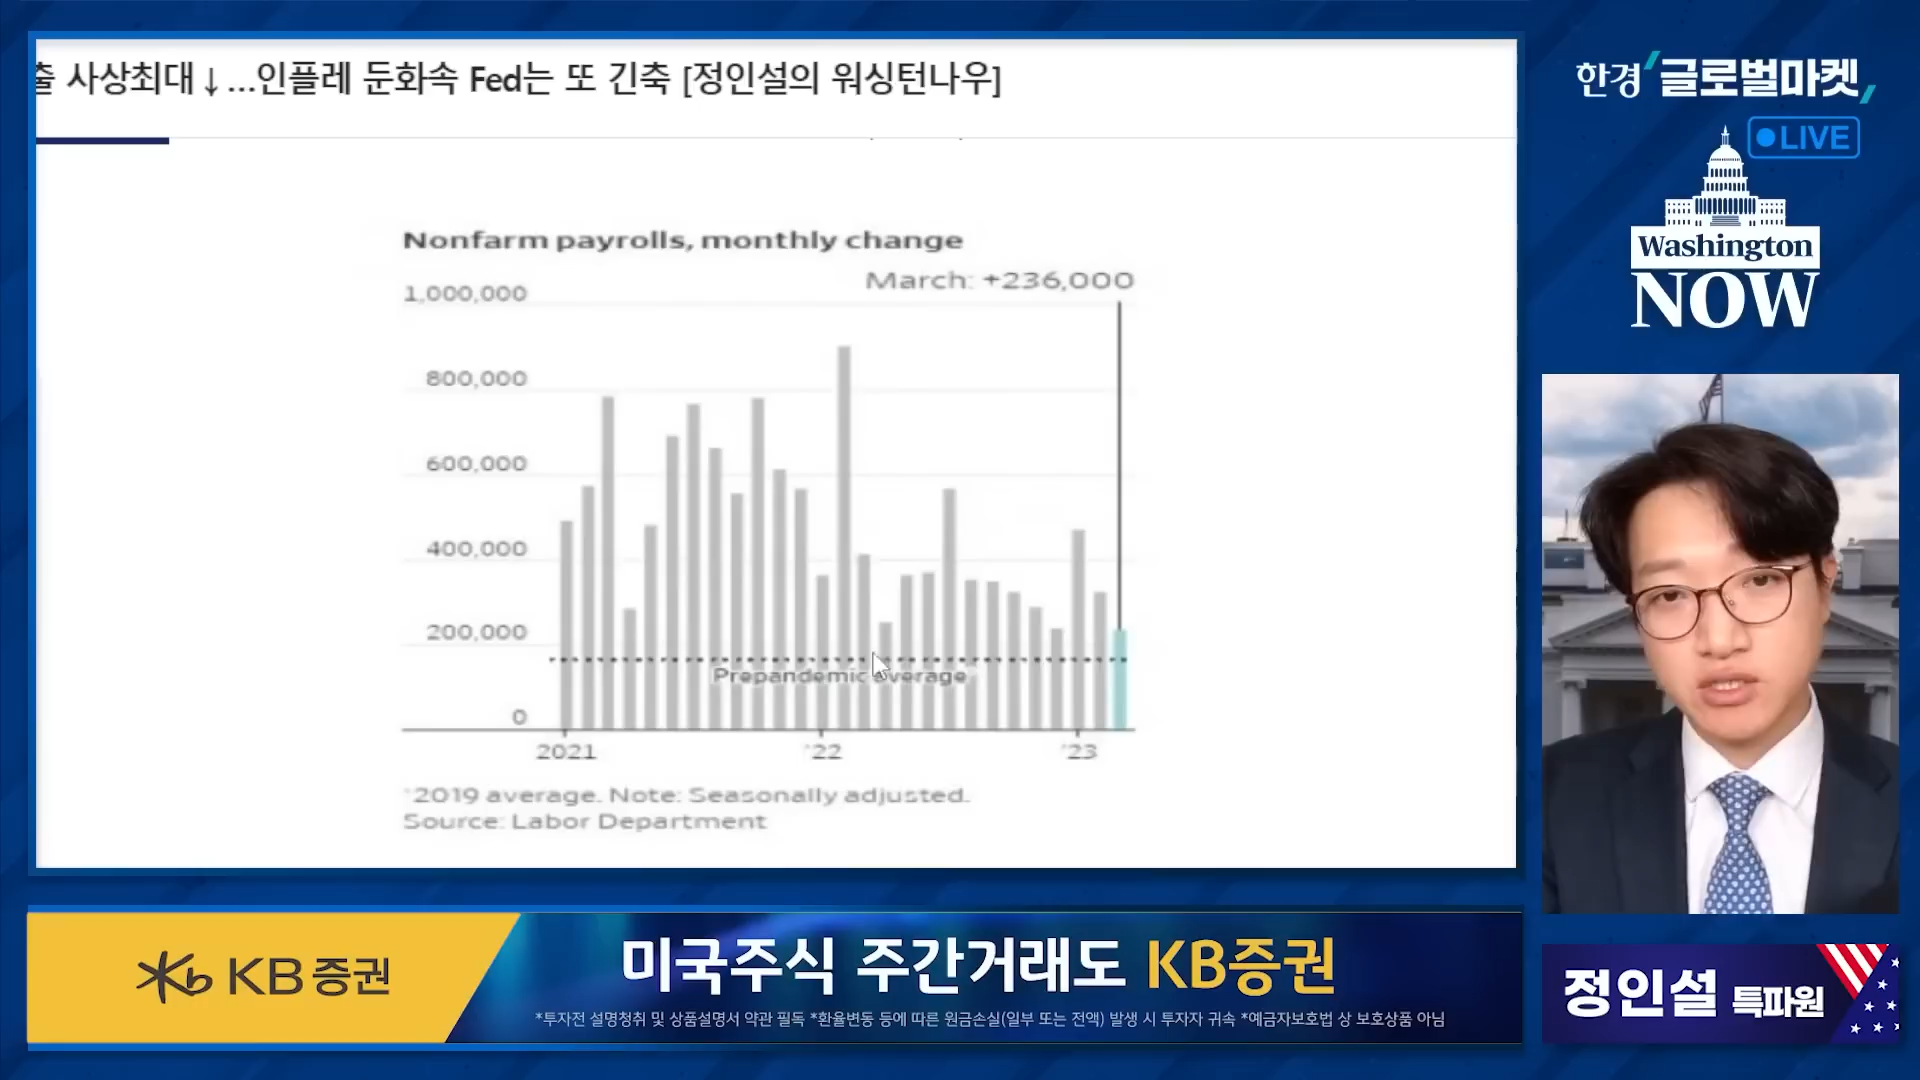 출 사상최대↓...인플레 둔화속 Fed는 또 긴축 [정인설의 워싱턴나우]
Nonfarm payrolls, monthly change
March: +236,000
1,000,000
800,000
600,000
400,000
200,000
Prepandemic average*
0
2021 '22 '23
*2019 average. Note: Seasonally adjusted.
Source: Labor Department
한경 글로벌마켓
LIVE
Washington
NOW
정인설 특파원
KB 증권
미국주식 주간거래도 KB증권
*투자전 설명청취 및 상품설명서 약관 필독 *환율변동 등에 따른 원금손실(일부 또는 전액) 발생 시 투자자 귀속 *예금자보호법 상 보호상품 아님